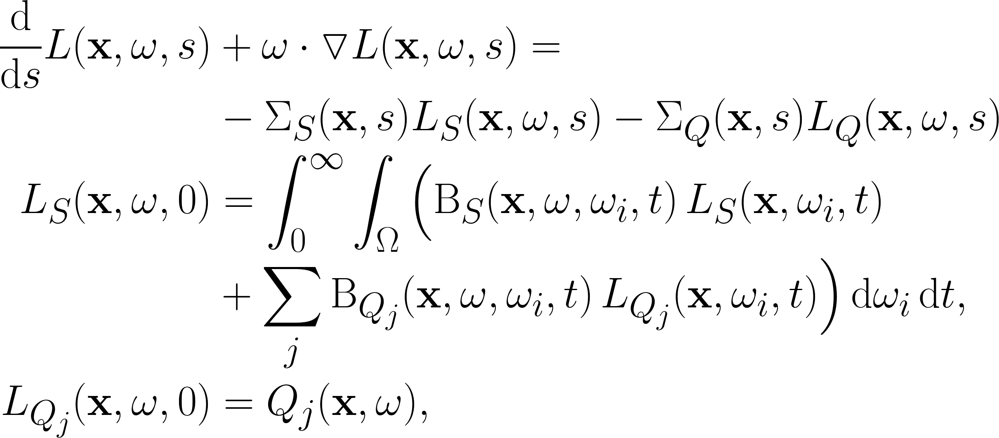 d/ds L(𝐱, ω, s) + ω · ▽L(𝐱, ω, s) =
− Σ_S(𝐱, s)L_S(𝐱, ω, s) − Σ_Q(𝐱, s)L_Q(𝐱, ω, s)
L_S(𝐱, ω, 0) = ∫_0^∞ ∫_Ω (B_S(𝐱, ω, ω_i, t) L_S(𝐱, ω_i, t)
+ ∑_j B_{Q_j}(𝐱, ω, ω_i, t) L_{Q_j}(𝐱, ω_i, t)) dω_i dt,
L_{Q_j}(𝐱, ω, 0) = Q_j(𝐱, ω),